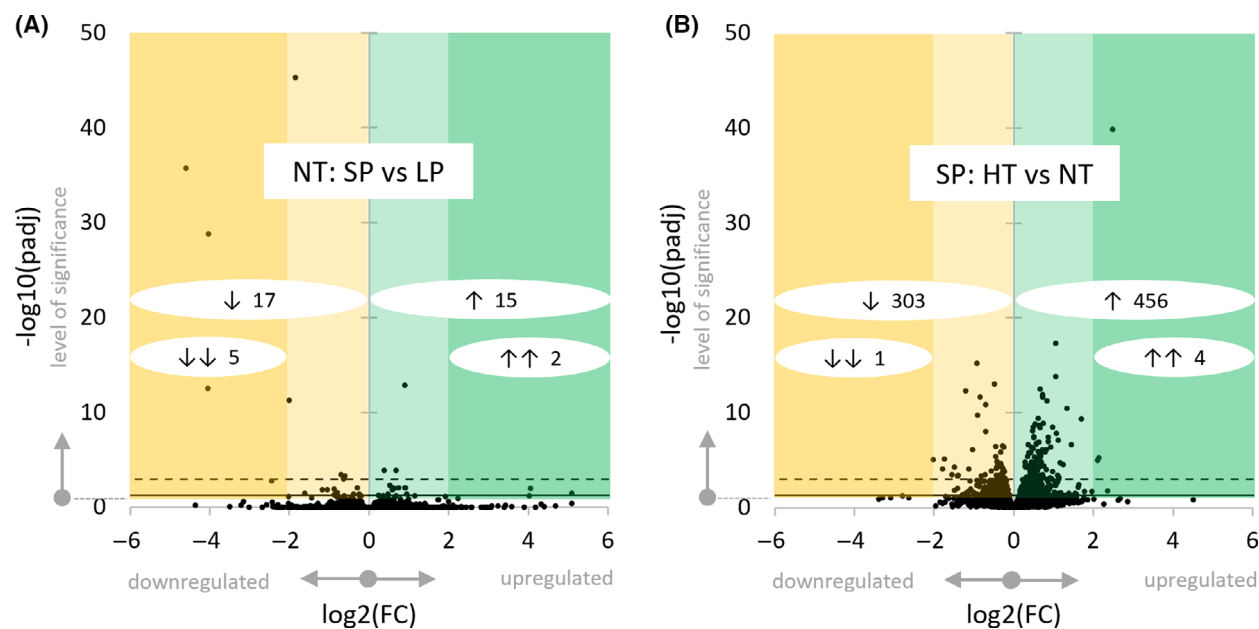 (A)
50
40
30
20
10
0
-log10(padj)
level of significance
NT: SP vs LP
↓ 17
↑ 15
↓↓ 5
↑↑ 2
−6 −4 −2 0 2 4 6
downregulated
upregulated
log2(FC)
(B)
50
40
30
20
10
0
-log10(padj)
level of significance
SP: HT vs NT
↓ 303
↑ 456
↓↓ 1
↑↑ 4
−6 −4 −2 0 2 4 6
downregulated
upregulated
log2(FC)